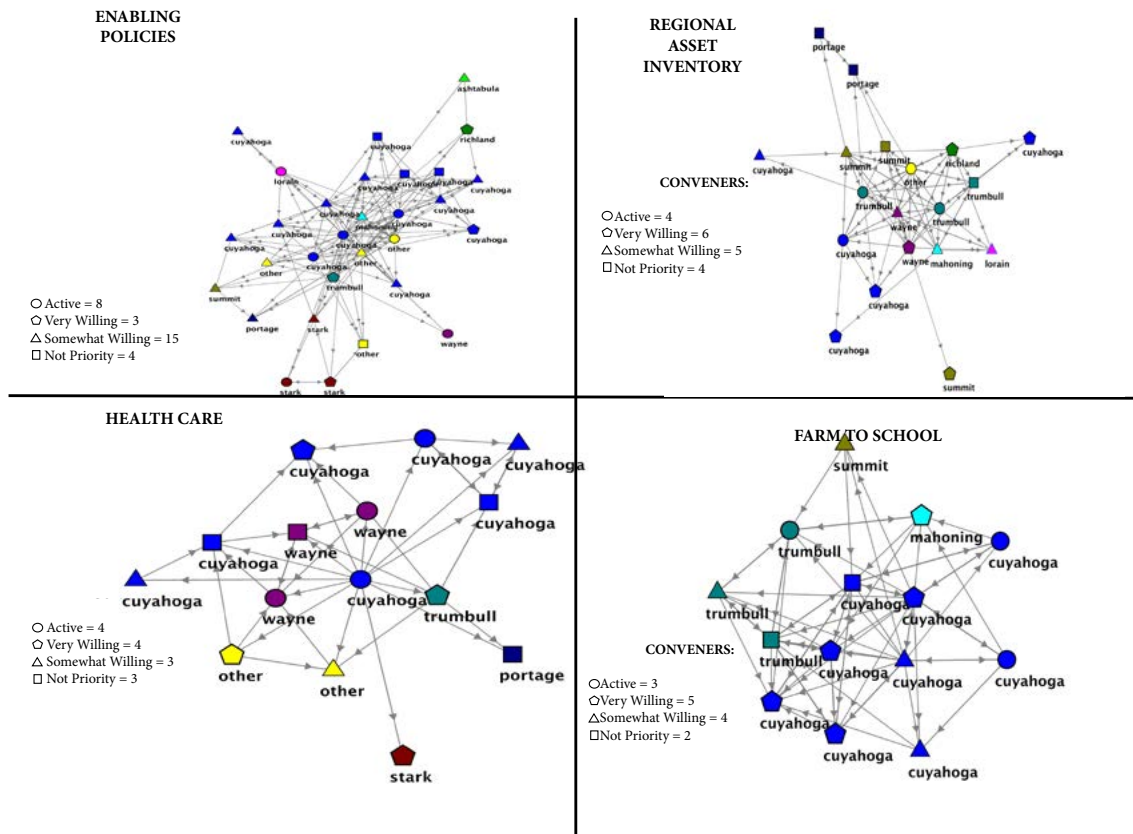 ENABLING
POLICIES
ashtabula
cuyahoga
richland
cuyahoga
lorain
cuyahoga
cuyahoga
cuyahoga
cuyahoga
cuyahoga
cuyahoga
mahoning
cuyahoga
cuyahoga
cuyahoga
cuyahoga
cuyahoga
other
other
other
cuyahoga
trumbull
cuyahoga
summit
portage
stark
wayne
other
stark
stark
Active = 8
Very Willing = 3
Somewhat Willing = 15
Not Priority = 4
REGIONAL
ASSET
INVENTORY
portage
portage
cuyahoga
summit
summit
richland
cuyahoga
other
trumbull
trumbull
trumbull
wayne
cuyahoga
wayne
mahoning
lorain
cuyahoga
cuyahoga
summit
CONVENERS:
Active = 4
Very Willing = 6
Somewhat Willing = 5
Not Priority = 4
HEALTH CARE
cuyahoga
cuyahoga
cuyahoga
cuyahoga
wayne
wayne
cuyahoga
cuyahoga
cuyahoga
wayne
trumbull
other
other
portage
stark
Active = 4
Very Willing = 4
Somewhat Willing = 3
Not Priority = 3
FARM TO SCHOOL
summit
mahoning
trumbull
cuyahoga
trumbull
cuyahoga
cuyahoga
trumbull
cuyahoga
cuyahoga
cuyahoga
cuyahoga
cuyahoga
CONVENERS:
Active = 3
Very Willing = 5
Somewhat Willing = 4
Not Priority = 2